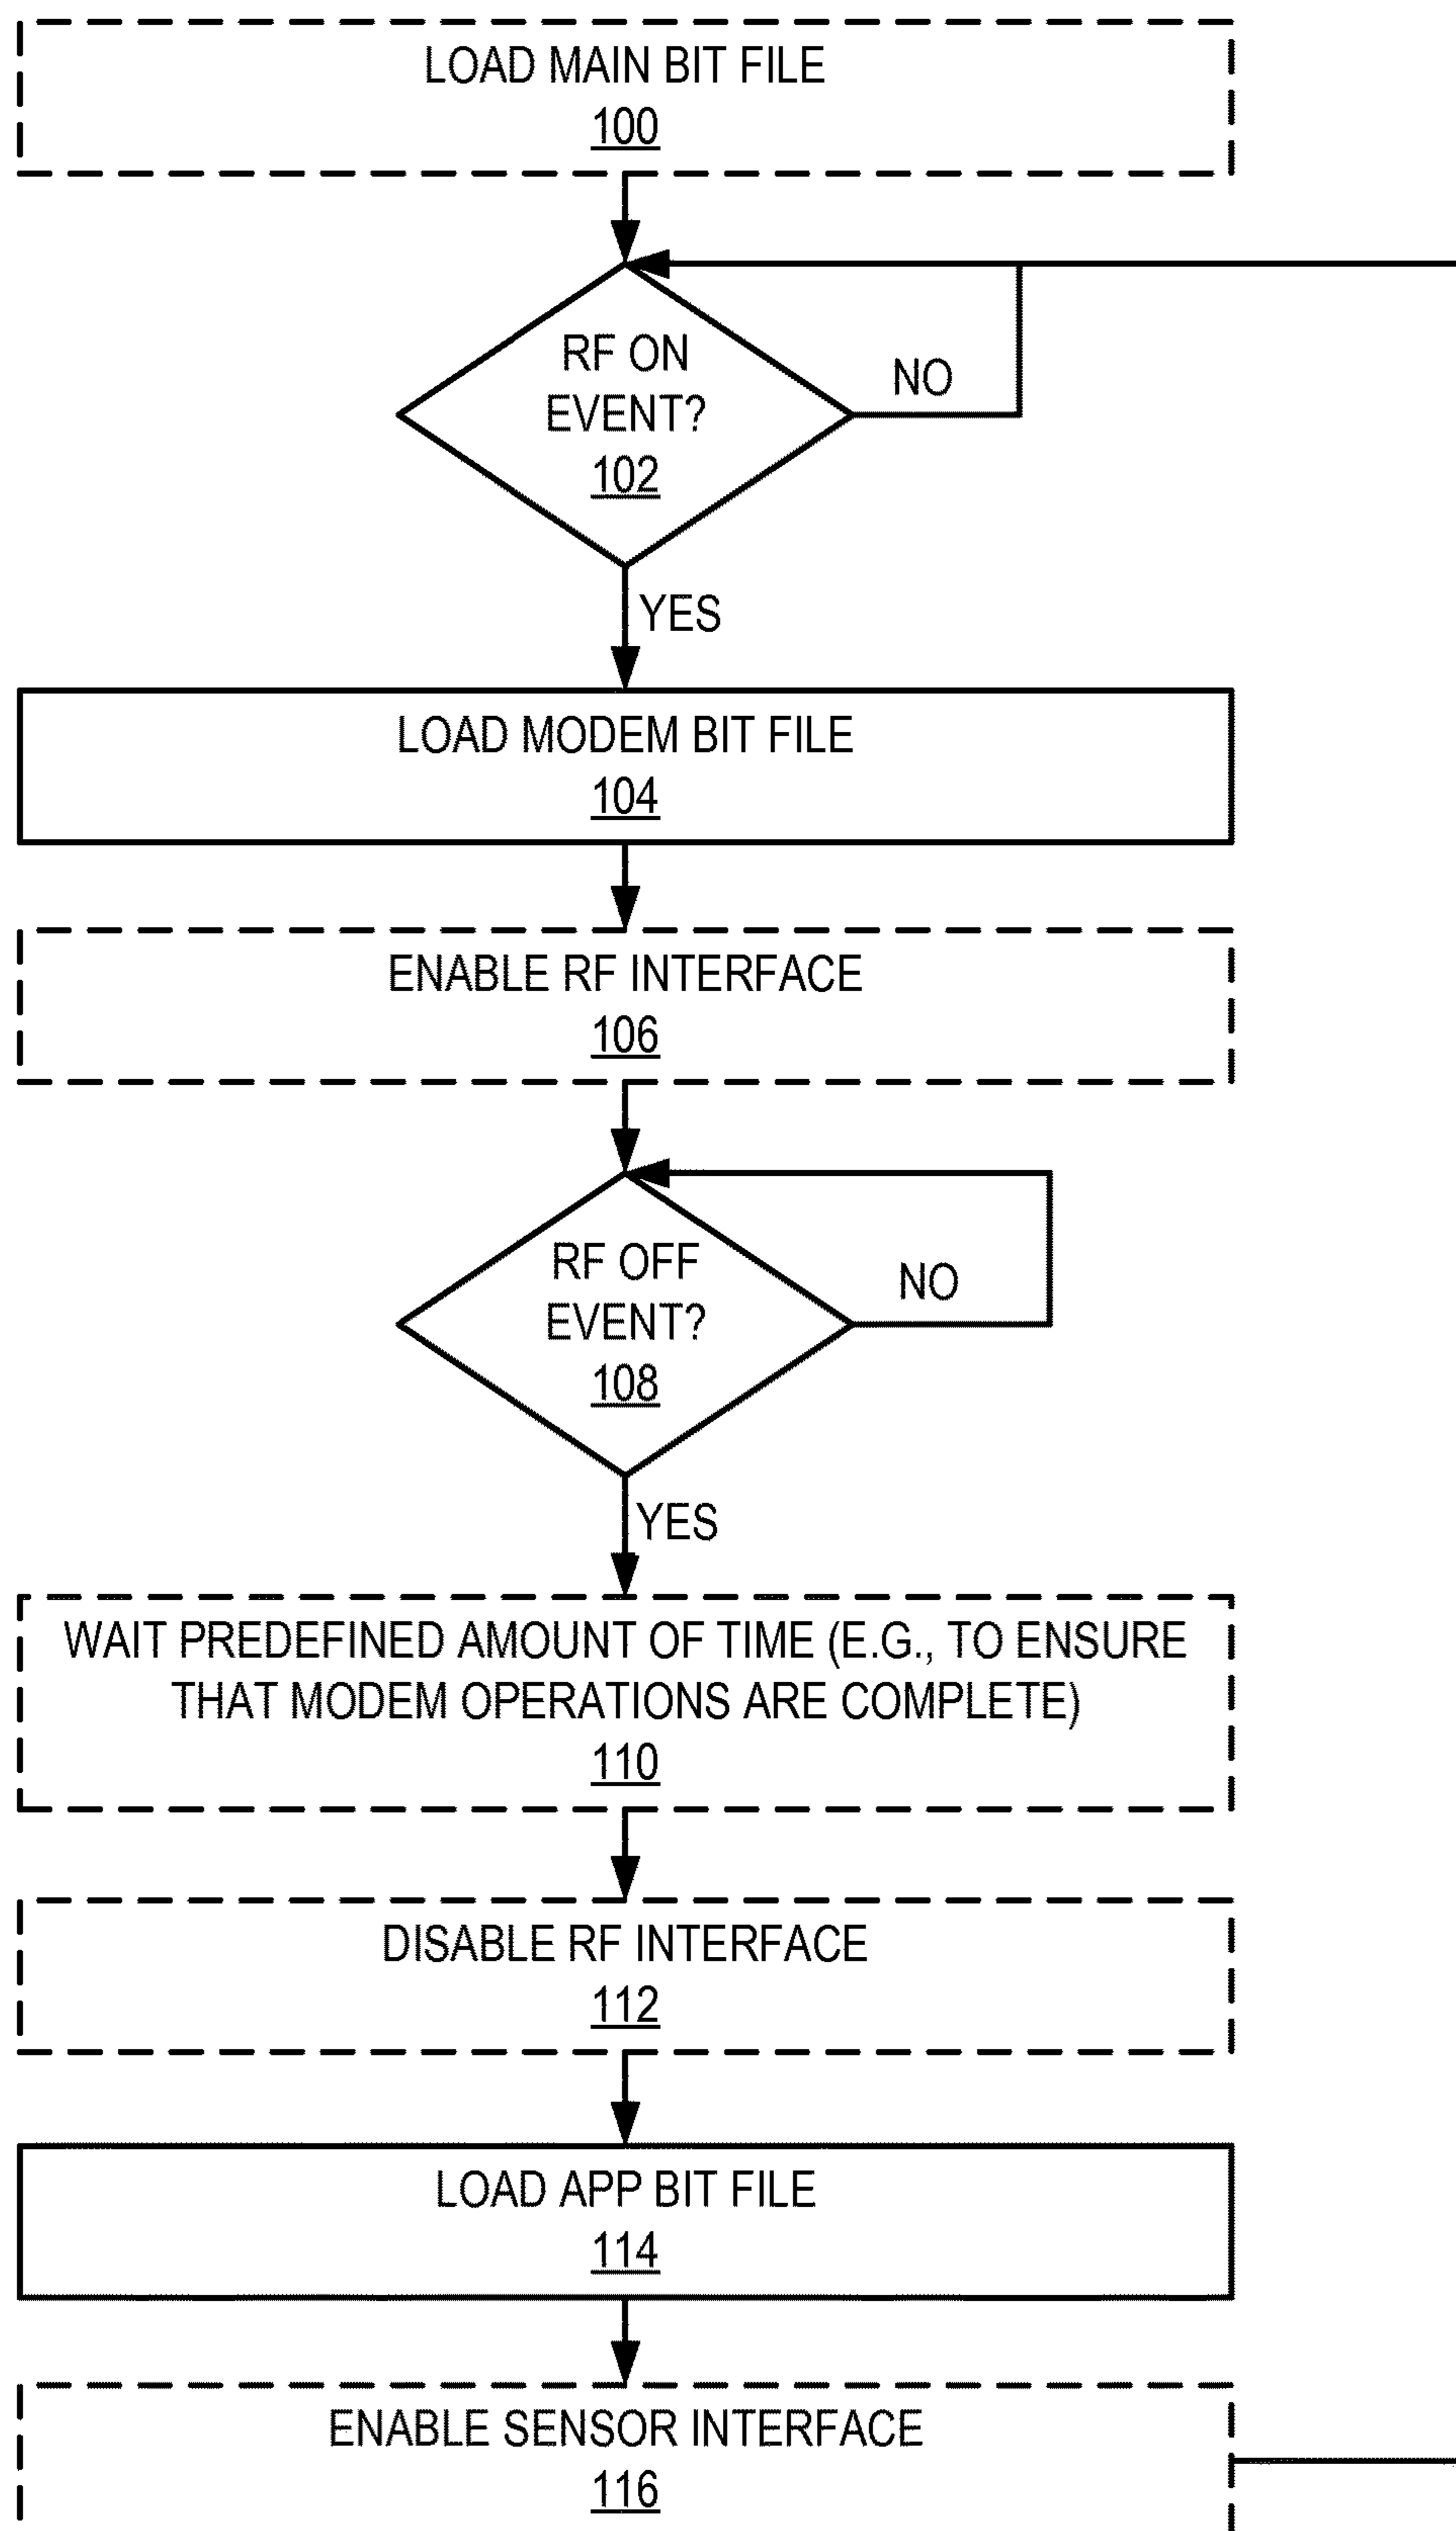 LOAD MAIN BIT FILE
100
RF ON
EVENT?
102
NO
YES
LOAD MODEM BIT FILE
104
ENABLE RF INTERFACE
106
RF OFF
EVENT?
108
NO
YES
WAIT PREDEFINED AMOUNT OF TIME (E.G., TO ENSURE
THAT MODEM OPERATIONS ARE COMPLETE)
110
DISABLE RF INTERFACE
112
LOAD APP BIT FILE
114
ENABLE SENSOR INTERFACE
116